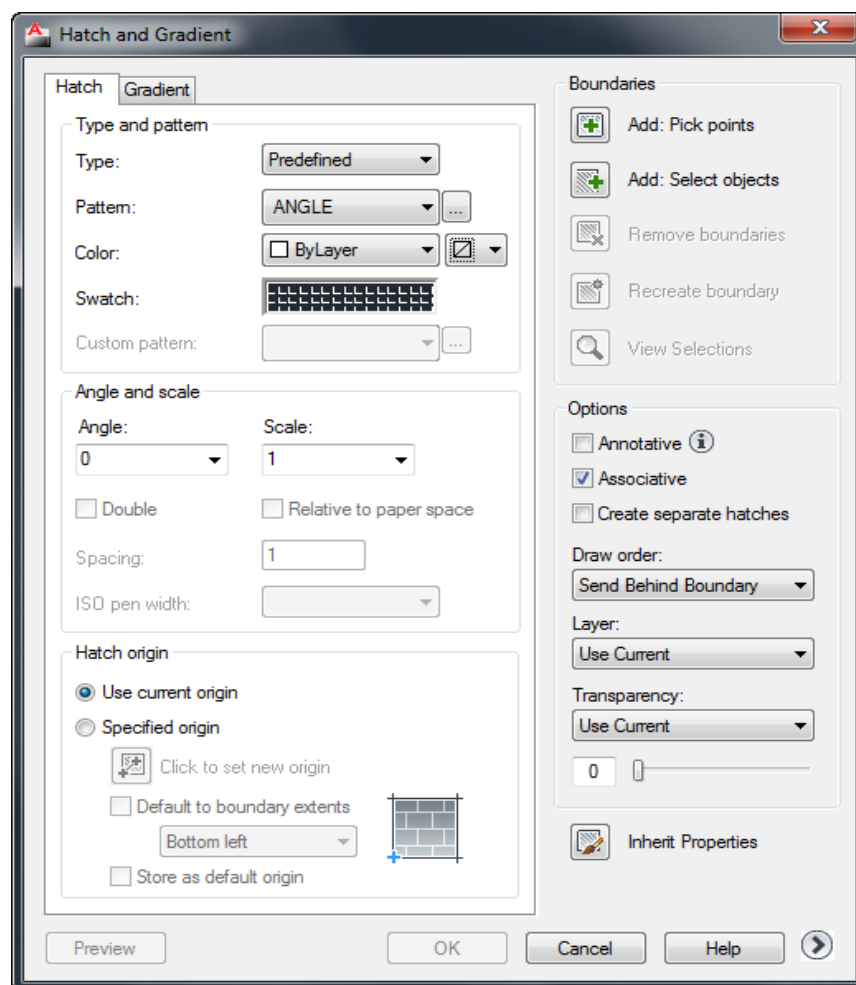 Hatch and Gradient
Hatch
Gradient
Type and pattern
Type:
Predefined
Pattern:
ANGLE
...
Color:
ByLayer
Swatch:
Custom pattern:
...
Angle and scale
Angle:
Scale:
0
1
Double
Relative to paper space
Spacing:
1
ISO pen width:
Hatch origin
Use current origin
Specified origin
Click to set new origin
Default to boundary extents
Bottom left
Store as default origin
Boundaries
Add: Pick points
Add: Select objects
Remove boundaries
Recreate boundary
View Selections
Options
Annotative
Associative
Create separate hatches
Draw order:
Send Behind Boundary
Layer:
Use Current
Transparency:
Use Current
0
Inherit Properties
Preview
OK
Cancel
Help